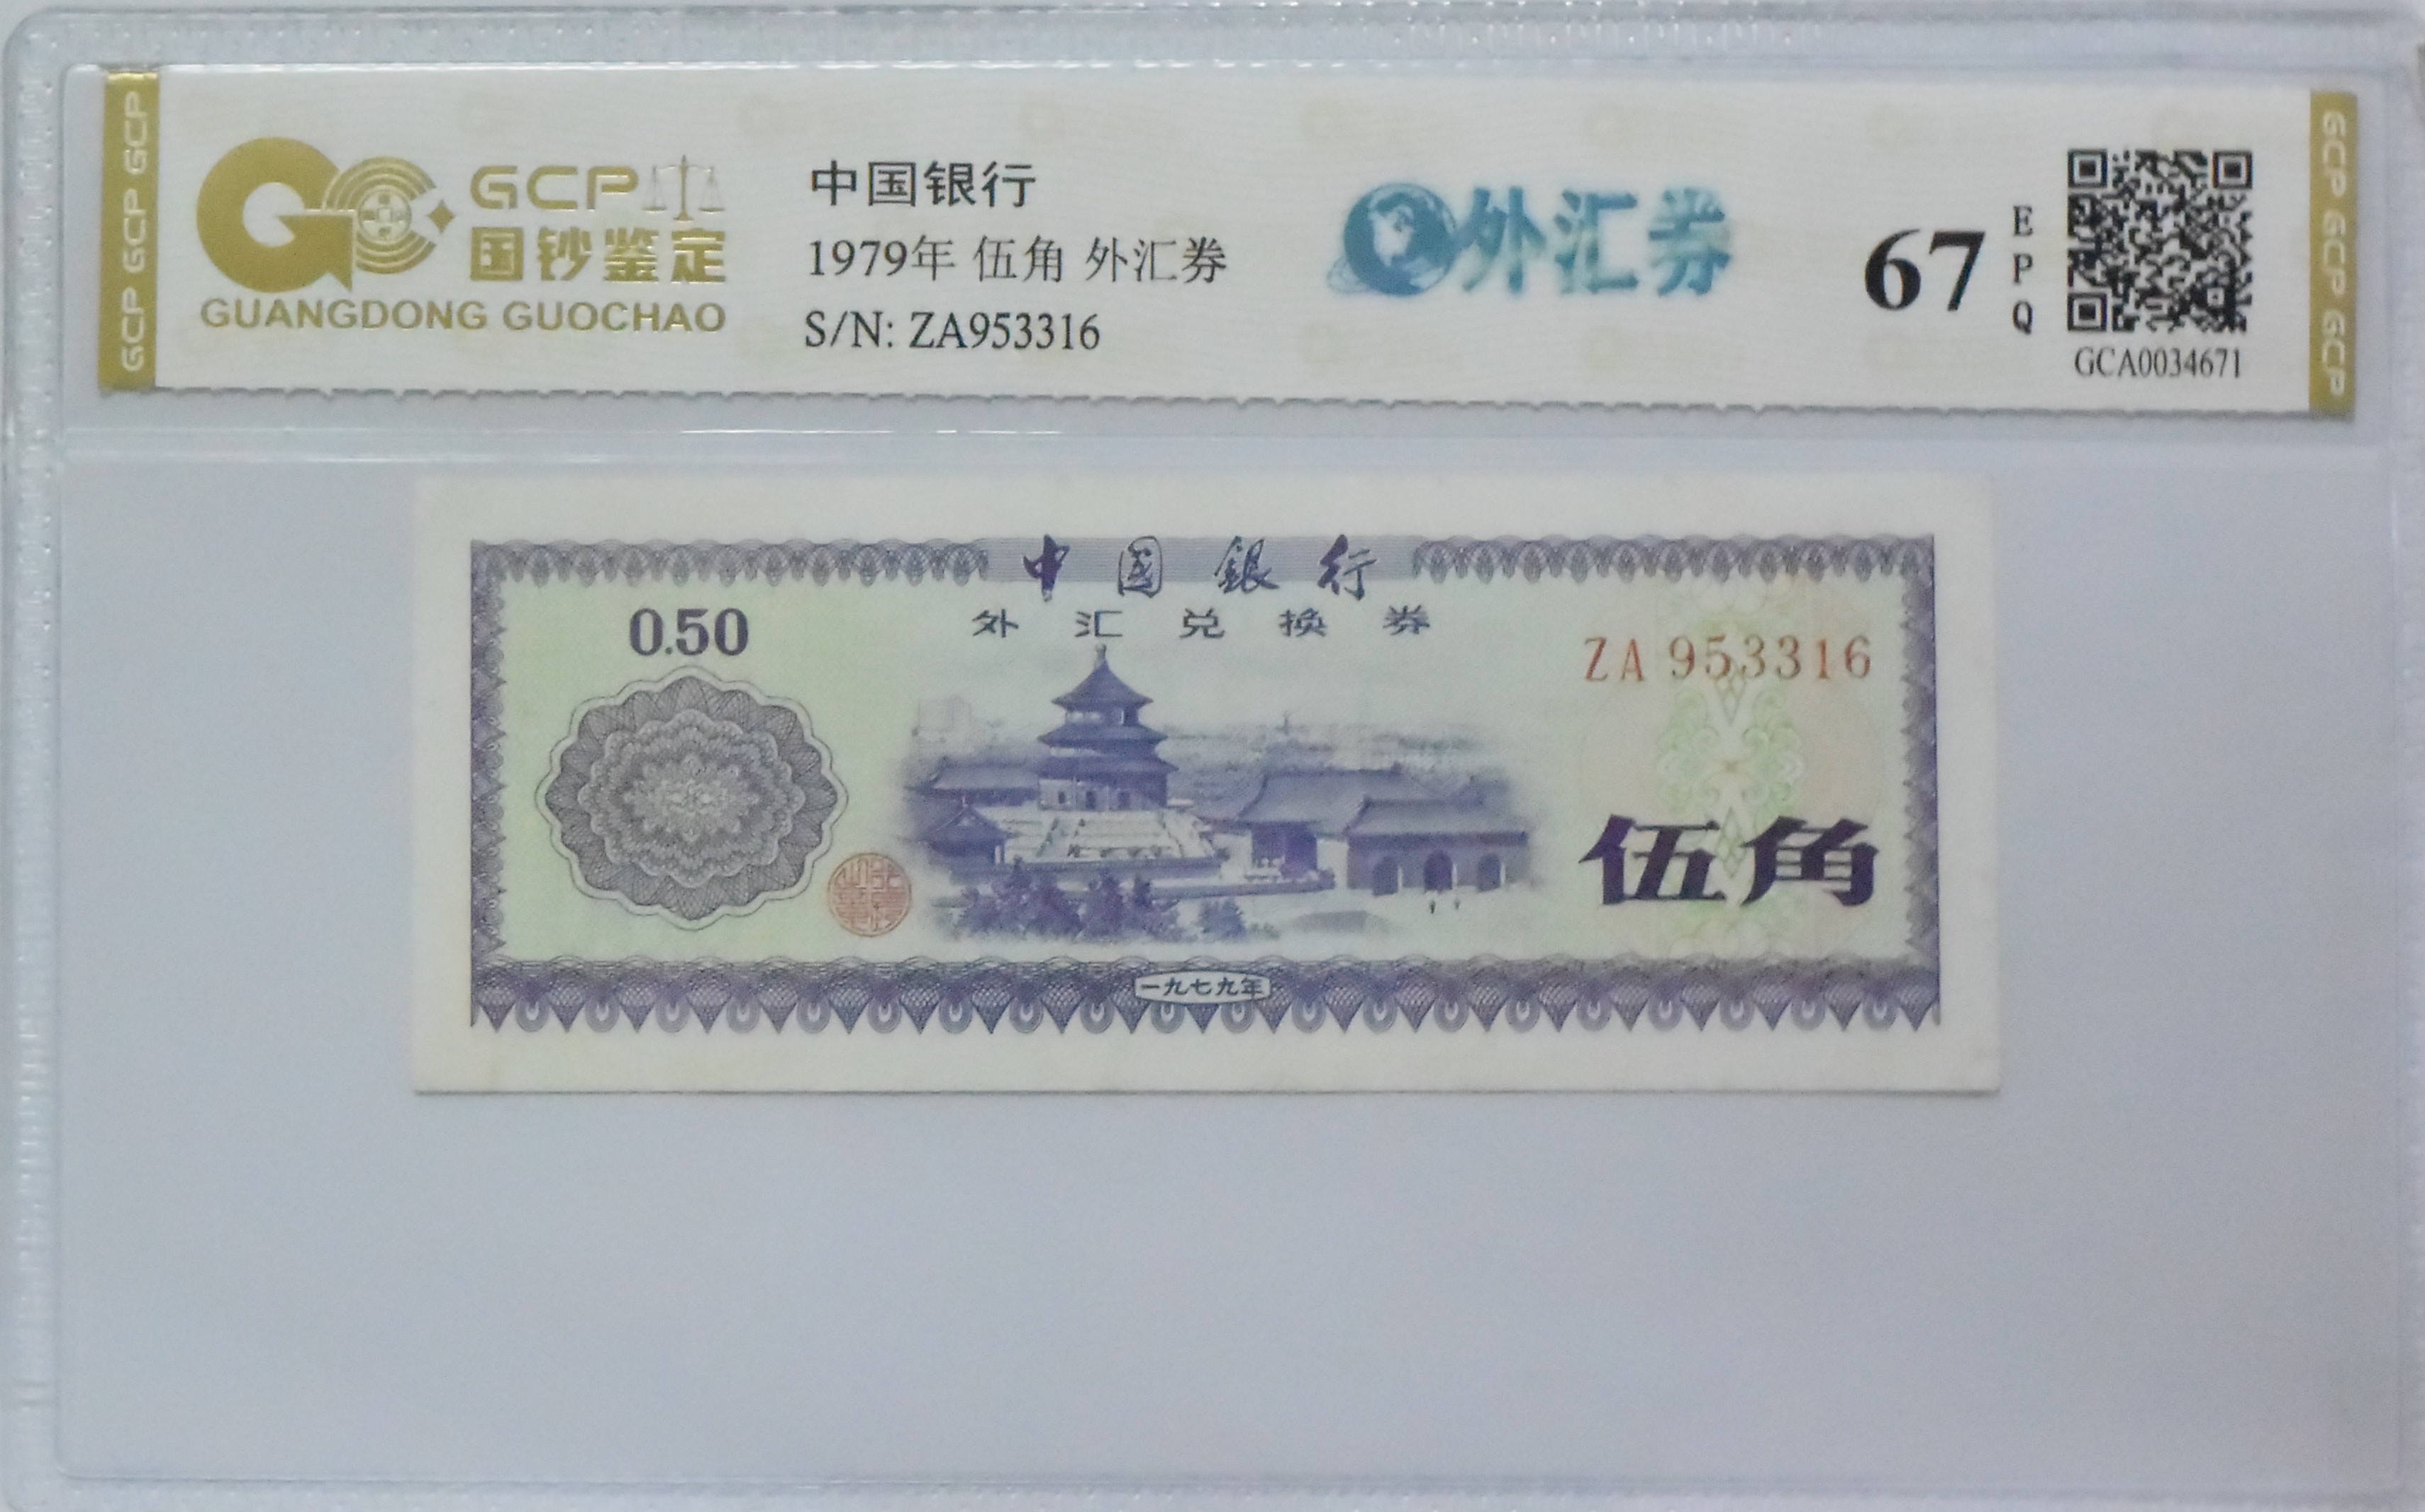 GCP GCP GCP
GCP
国钞鉴定
GUANGDONG GUOCHAO
中国银行
1979年 伍角 外汇券
S/N: ZA953316
外汇券
67
EPQ
GCA0034671
GCP GCP GCP
中国銀行
外汇兑换券
0.50
ZA 953316
伍角
一九七九年